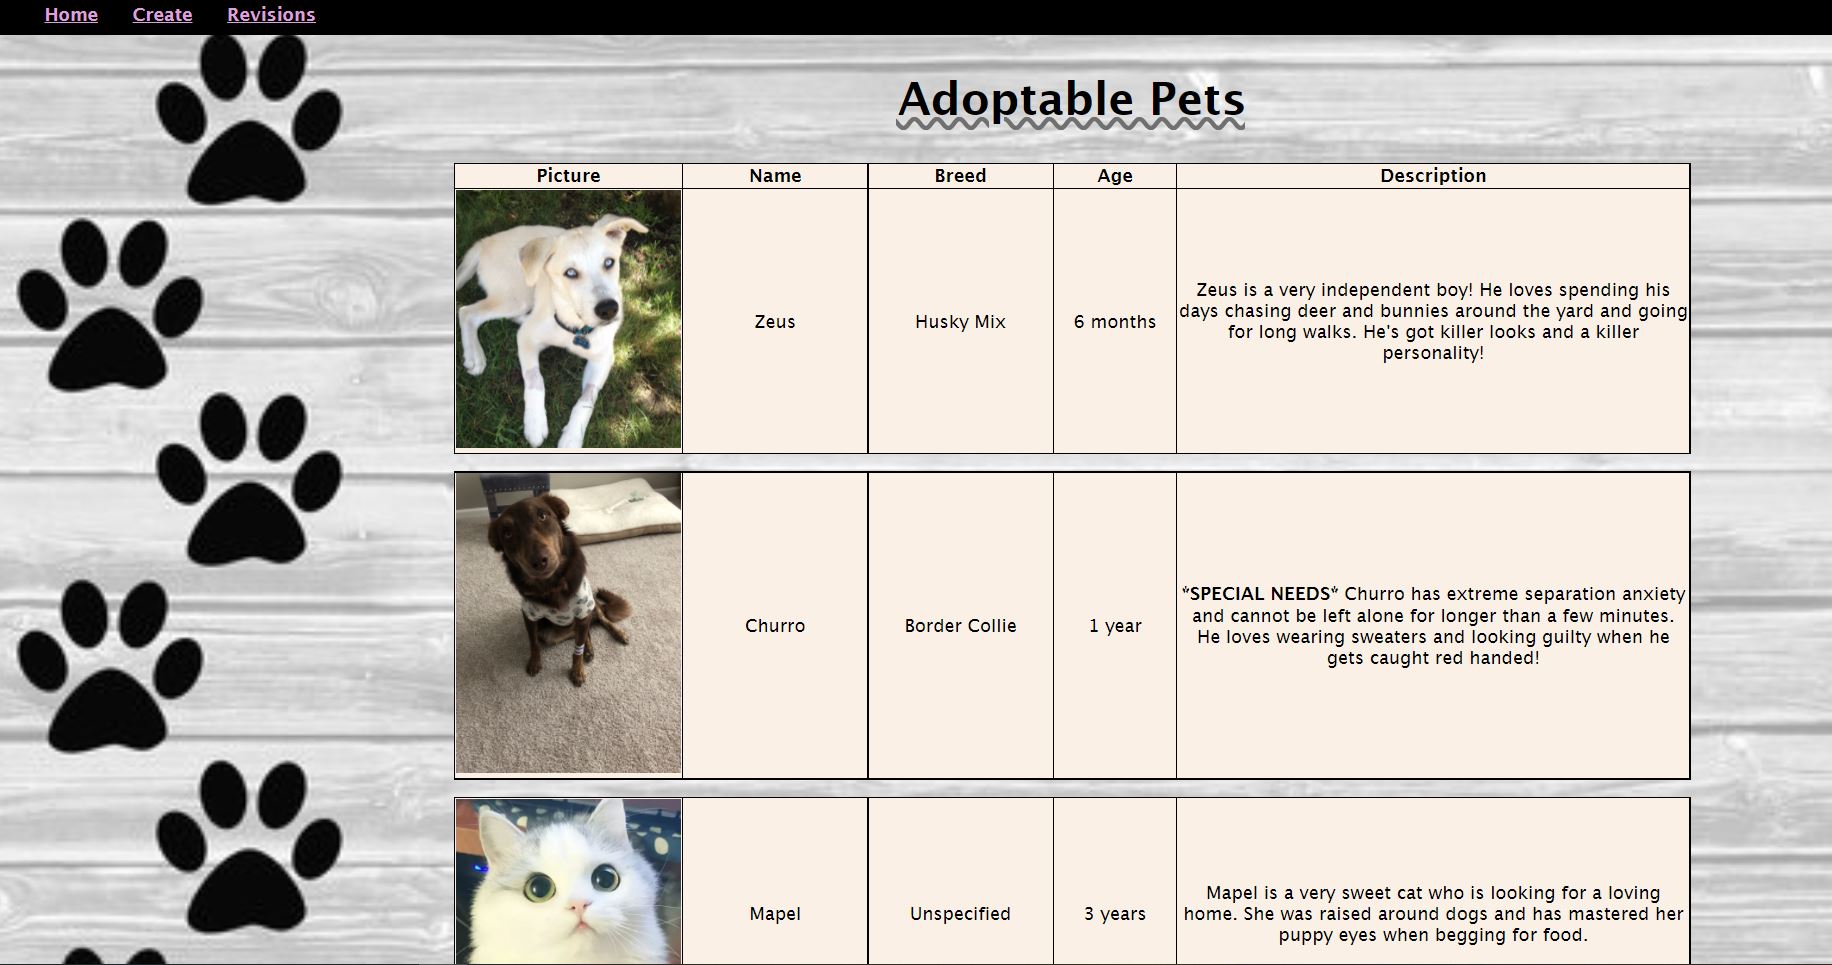 Home Create Revisions
Adoptable Pets
Picture Name Breed Age Description
Zeus Husky Mix 6 months
Zeus is a very independent boy! He loves spending his
days chasing deer and bunnies around the yard and going
for long walks. He's got killer looks and a killer
personality!
Churro Border Collie 1 year
*SPECIAL NEEDS* Churro has extreme separation anxiety
and cannot be left alone for longer than a few minutes.
He loves wearing sweaters and looking guilty when he
gets caught red handed!
Mapel Unspecified 3 years
Mapel is a very sweet cat who is looking for a loving
home. She was raised around dogs and has mastered her
puppy eyes when begging for food.